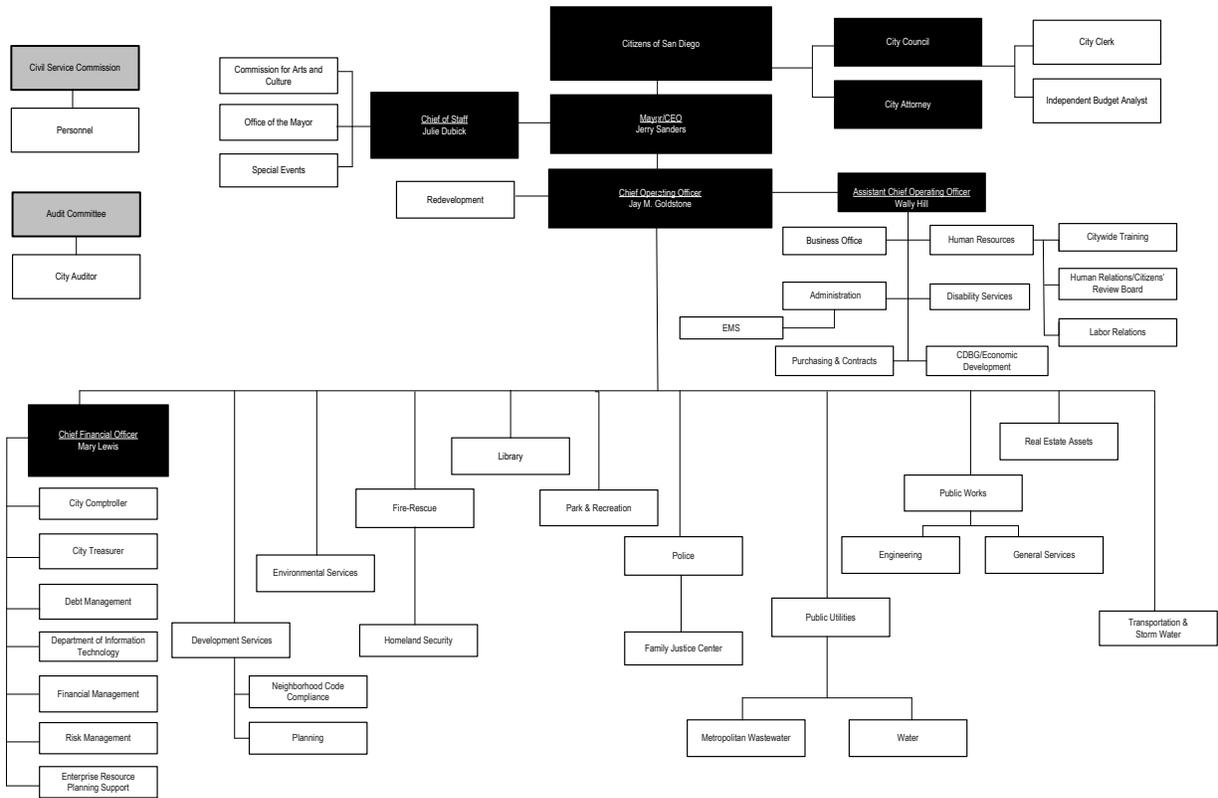 Citizens of San Diego
City Council
City Clerk
Civil Service Commission
Commission for Arts and
Culture
City Attorney
Independent Budget Analyst
Personnel
Office of the Mayor
Chief of Staff
Julie Dubick
Mayor/CEO
Jerry Sanders
Special Events
Audit Committee
Redevelopment
Chief Operating Officer
Jay M. Goldstone
Assistant Chief Operating Officer
Wally Hill
City Auditor
Business Office
Human Resources
Citywide Training
Human Relations/Citizens'
Review Board
Administration
Disability Services
EMS
Labor Relations
Purchasing & Contracts
CDBG/Economic
Development
Chief Financial Officer
Mary Lewis
Library
Real Estate Assets
City Comptroller
Fire-Rescue
Park & Recreation
Public Works
City Treasurer
Environmental Services
Police
Engineering
General Services
Debt Management
Public Utilities
Transportation &
Storm Water
Department of Information
Technology
Development Services
Homeland Security
Family Justice Center
Financial Management
Neighborhood Code
Compliance
Risk Management
Planning
Metropolitan Wastewater
Water
Enterprise Resource
Planning Support